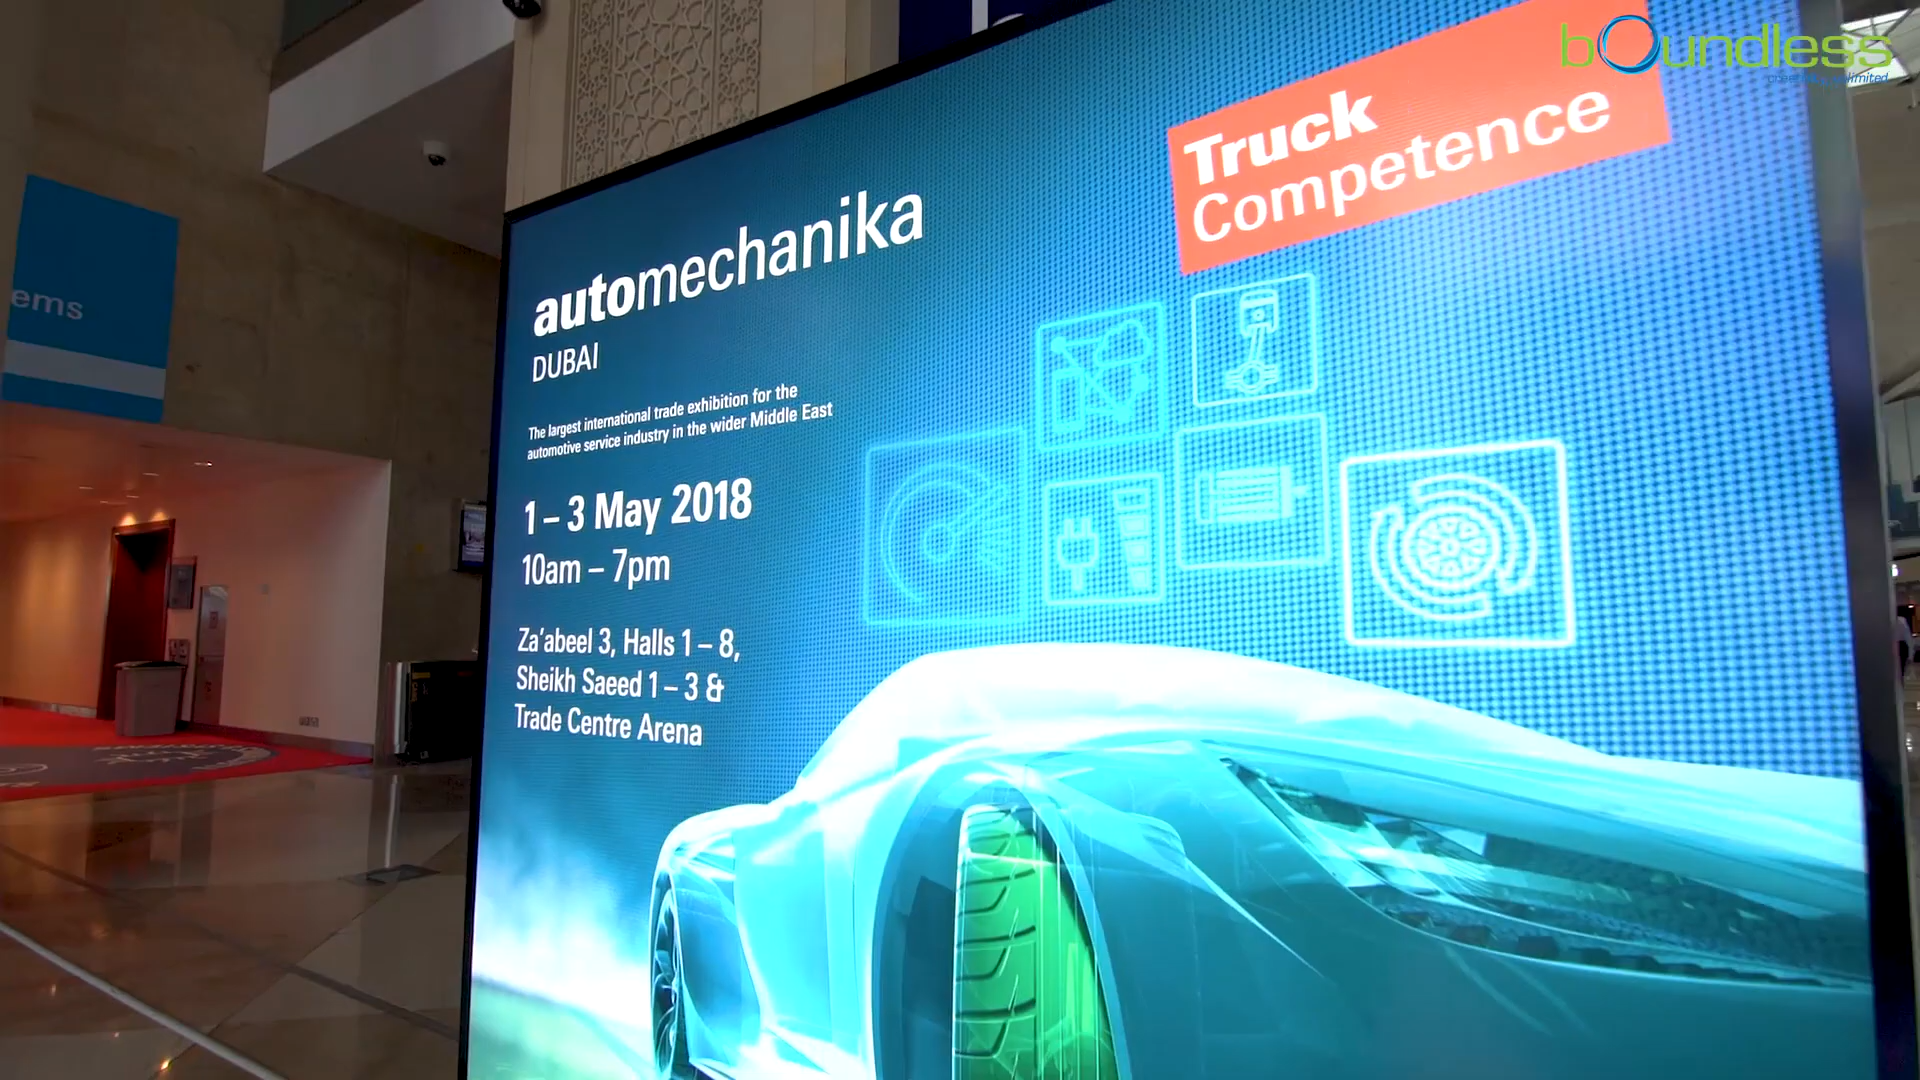 boundless
Truck
Competence
automechanika
DUBAI
The largest international trade exhibition for the
automotive service industry in the wider Middle East
1 – 3 May 2018
10am – 7pm
Za'abeel 3, Halls 1 – 8,
Sheikh Saeed 1 – 3 &
Trade Centre Arena
ems